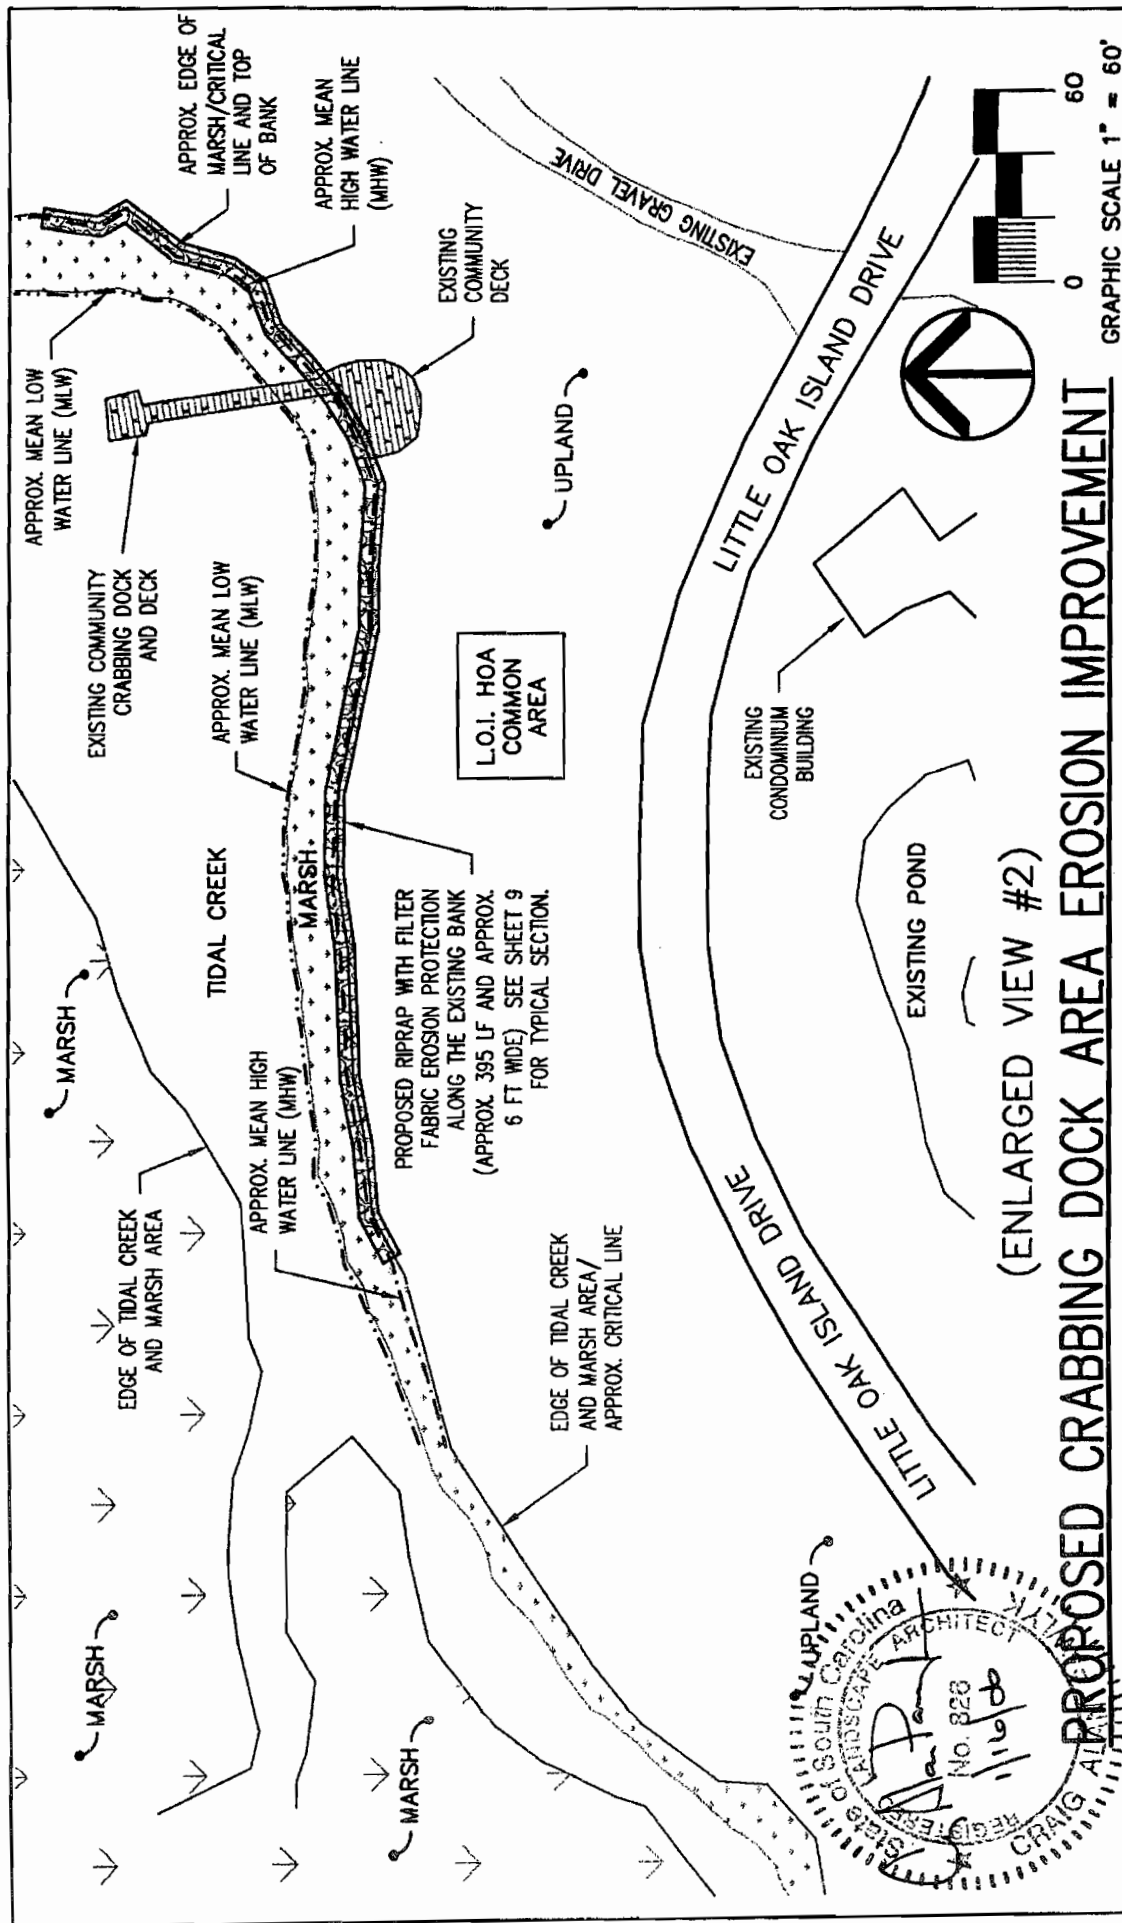 MARSH
MARSH
MARSH
EDGE OF TIDAL CREEK
AND MARSH AREA
TIDAL CREEK
APPROX. MEAN HIGH
WATER LINE (MHW)
MARSH
APPROX. MEAN LOW
WATER LINE (MLW)
EXISTING COMMUNITY
CRABBING DOCK
AND DECK
APPROX. MEAN LOW
WATER LINE (MLW)
APPROX. EDGE OF
MARSH/CRITICAL
LINE AND TOP
OF BANK
APPROX. MEAN
HIGH WATER LINE
(MHW)
EXISTING
COMMUNITY
DECK
PROPOSED RIPRAP WITH FILTER
FABRIC EROSION PROTECTION
ALONG THE EXISTING BANK
(APPROX. 395 LF AND APPROX.
6 FT WIDE) SEE SHEET 9
FOR TYPICAL SECTION.
L.O.I. HOA
COMMON
AREA
UPLAND
EXISTING GRAVEL DRIVE
EDGE OF TIDAL CREEK
AND MARSH AREA/
APPROX. CRITICAL LINE
LITTLE OAK ISLAND DRIVE
LITTLE OAK ISLAND DRIVE
LITTLE OAK ISLAND DRIVE
EXISTING
CONDOMINIUM
BUILDING
EXISTING POND
UPLAND
State of South Carolina
REGISTERED LANDSCAPE ARCHITECT
No. 828
CRAIG ALAN
(ENLARGED VIEW #2)
PROPOSED CRABBING DOCK AREA EROSION IMPROVEMENT
0 60
GRAPHIC SCALE 1" = 60'